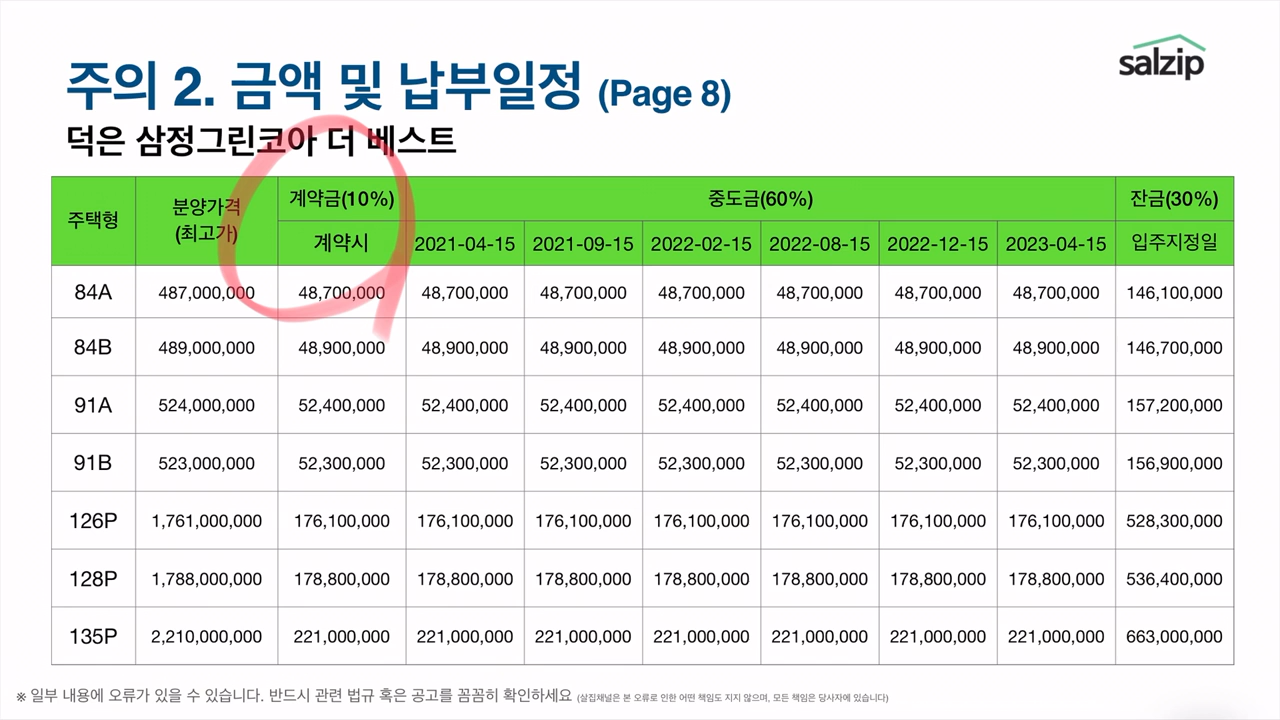 salzip
주의 2. 금액 및 납부일정 (Page 8)
덕은 삼정그린코아 더 베스트
주택형 분양가격 (최고가) 계약금(10%) 중도금(60%) 잔금(30%)
계약시 2021-04-15 2021-09-15 2022-02-15 2022-08-15 2022-12-15 2023-04-15 입주지정일
84A 487,000,000 48,700,000 48,700,000 48,700,000 48,700,000 48,700,000 48,700,000 48,700,000 146,100,000
84B 489,000,000 48,900,000 48,900,000 48,900,000 48,900,000 48,900,000 48,900,000 48,900,000 146,700,000
91A 524,000,000 52,400,000 52,400,000 52,400,000 52,400,000 52,400,000 52,400,000 52,400,000 157,200,000
91B 523,000,000 52,300,000 52,300,000 52,300,000 52,300,000 52,300,000 52,300,000 52,300,000 156,900,000
126P 1,761,000,000 176,100,000 176,100,000 176,100,000 176,100,000 176,100,000 176,100,000 176,100,000 528,300,000
128P 1,788,000,000 178,800,000 178,800,000 178,800,000 178,800,000 178,800,000 178,800,000 178,800,000 536,400,000
135P 2,210,000,000 221,000,000 221,000,000 221,000,000 221,000,000 221,000,000 221,000,000 221,000,000 663,000,000
※ 일부 내용에 오류가 있을 수 있습니다. 반드시 관련 법규 혹은 공고를 꼼꼼히 확인하세요 (살집채널은 본 오류로 인한 어떤 책임도 지지 않으며, 모든 책임은 당사자에 있습니다)